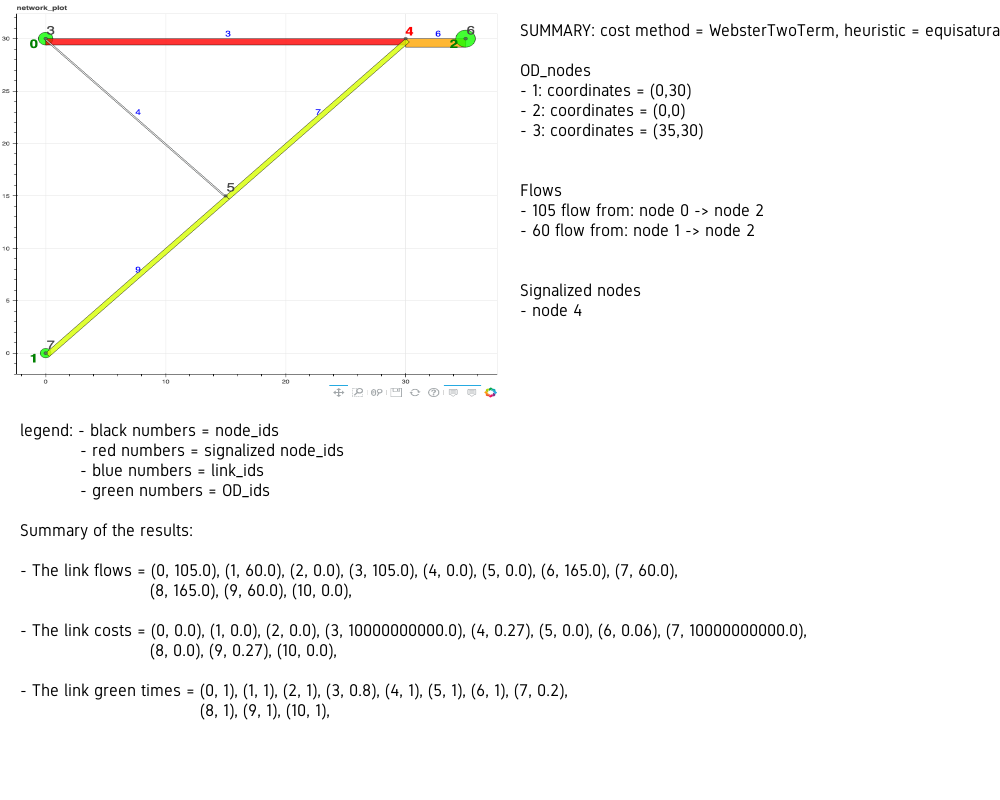 network_plot
3
3
4
6
6
0
2
30
25
4
7
20
5
15
10
9
5
7
0
1
0
10
20
30
SUMMARY: cost method = WebsterTwoTerm, heuristic = equisatura
OD_nodes
- 1: coordinates = (0,30)
- 2: coordinates = (0,0)
- 3: coordinates = (35,30)
Flows
- 105 flow from: node 0 -> node 2
- 60 flow from: node 1 -> node 2
Signalized nodes
- node 4
legend: - black numbers = node_ids
- red numbers = signalized node_ids
- blue numbers = link_ids
- green numbers = OD_ids
Summary of the results:
- The link flows = (0, 105.0), (1, 60.0), (2, 0.0), (3, 105.0), (4, 0.0), (5, 0.0), (6, 165.0), (7, 60.0),
(8, 165.0), (9, 60.0), (10, 0.0),
- The link costs = (0, 0.0), (1, 0.0), (2, 0.0), (3, 10000000000.0), (4, 0.27), (5, 0.0), (6, 0.06), (7, 10000000000.0),
(8, 0.0), (9, 0.27), (10, 0.0),
- The link green times = (0, 1), (1, 1), (2, 1), (3, 0.8), (4, 1), (5, 1), (6, 1), (7, 0.2),
(8, 1), (9, 1), (10, 1),